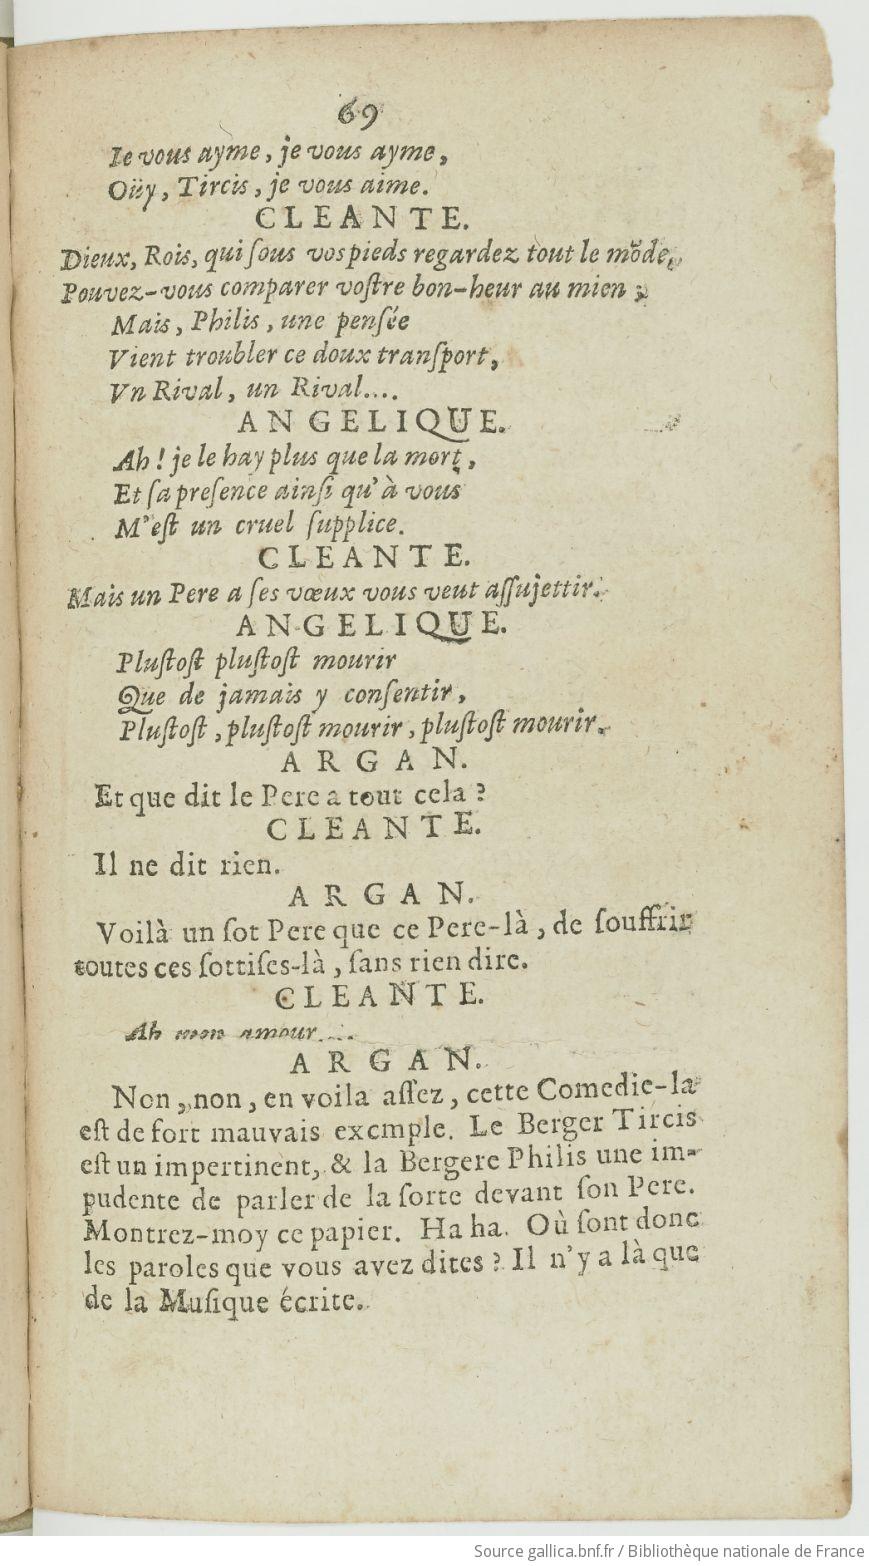 69
Ie vous ayme, je vous ayme,
Oüy, Tircis, je vous aime.
CLEANTE.
Dieux, Rois, qui ſous vos pieds regardez tout le mõde,
Pouvez-vous comparer voſtre bon-heur au mien ;
Mais, Philis, une penſée
Vient troubler ce doux tranſport,
Vn Rival, un Rival....
ANGELIQUE.
Ah ! je le hay plus que la mort,
Et ſa preſence ainſi qu'à vous
M'eſt un cruel ſupplice.
CLEANTE.
Mais un Pere a ſes vœux vous veut aſſujettir.
ANGELIQUE.
Pluſtoſt pluſtoſt mourir
Que de jamais y conſentir,
Pluſtoſt, pluſtoſt mourir, pluſtoſt mourir.
ARGAN.
Et que dit le Pere a tout cela ?
CLEANTE.
Il ne dit rien.
ARGAN.
Voilà un ſot Pere que ce Pere-là, de ſouffrir
toutes ces ſottiſes-là, ſans rien dire.
CLEANTE.
Ah mon amour....
ARGAN.
Non, non, en voila aſſez, cette Comedie-la
eſt de fort mauvais exemple. Le Berger Tircis
eſt un impertinent, & la Bergere Philis une im-
pudente de parler de la ſorte devant ſon Pere.
Montrez-moy ce papier. Ha ha. Où ſont donc
les paroles que vous avez dites ? Il n'y a là que
de la Muſique écrite.
Source gallica.bnf.fr / Bibliothèque nationale de France